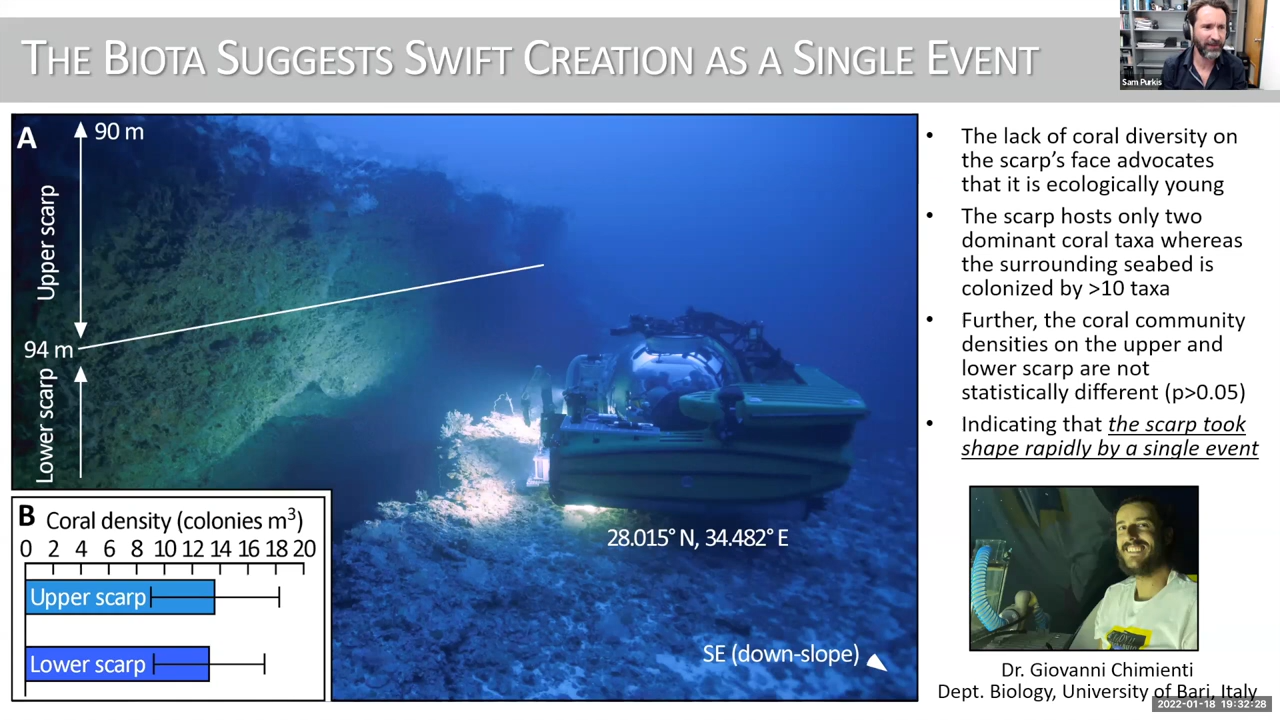 THE BIOTA SUGGESTS SWIFT CREATION AS A SINGLE EVENT
Sam Purkis
A
90 m
Upper scarp
94 m
Lower scarp
28.015° N, 34.482° E
SE (down-slope)
B
Coral density (colonies m³)
0 2 4 6 8 10 12 14 16 18 20
Upper scarp
Lower scarp
• The lack of coral diversity on
the scarp's face advocates
that it is ecologically young
• The scarp hosts only two
dominant coral taxa whereas
the surrounding seabed is
colonized by >10 taxa
• Further, the coral community
densities on the upper and
lower scarp are not
statistically different (p>0.05)
• Indicating that the scarp took
shape rapidly by a single event
Dr. Giovanni Chimienti
Dept. Biology, University of Bari, Italy
2022-01-18 19:32:28